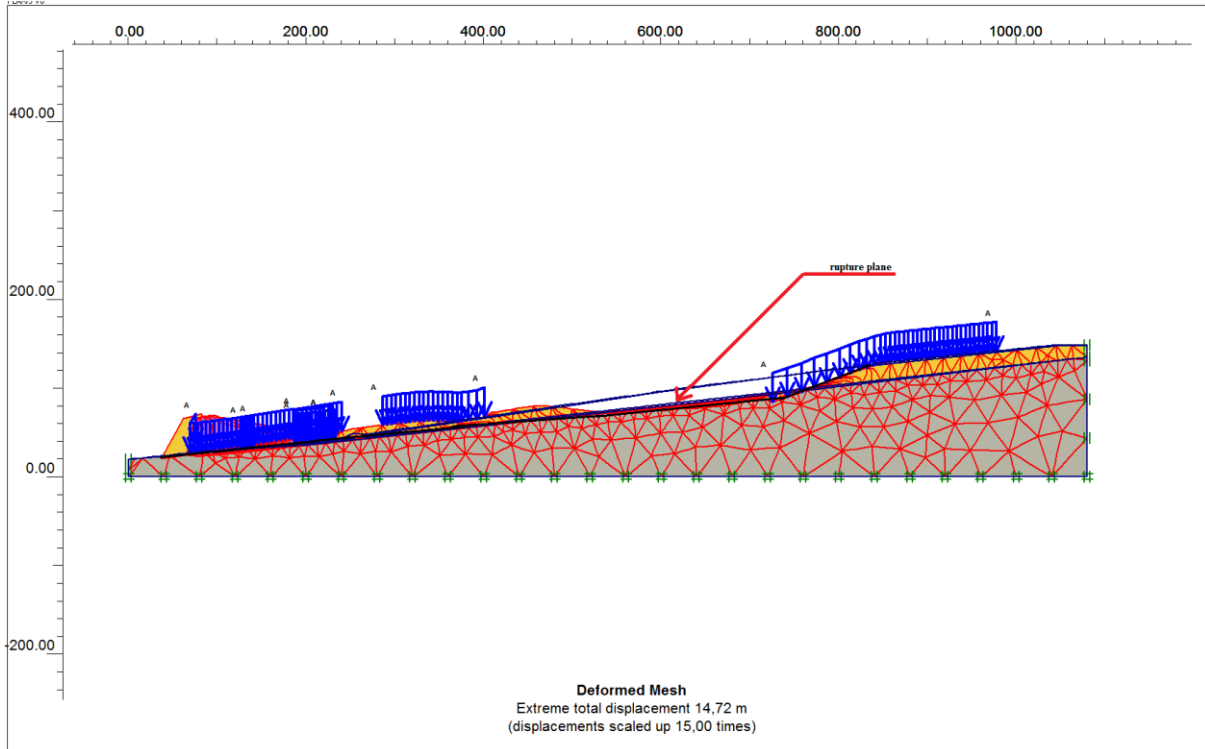 0.00 200.00 400.00 600.00 800.00 1000.00
400.00
200.00
rupture plane
A
A
A
A
A
A
A
A A
A
A
0.00
-200.00
Deformed Mesh
Extreme total displacement 14,72 m
(displacements scaled up 15,00 times)